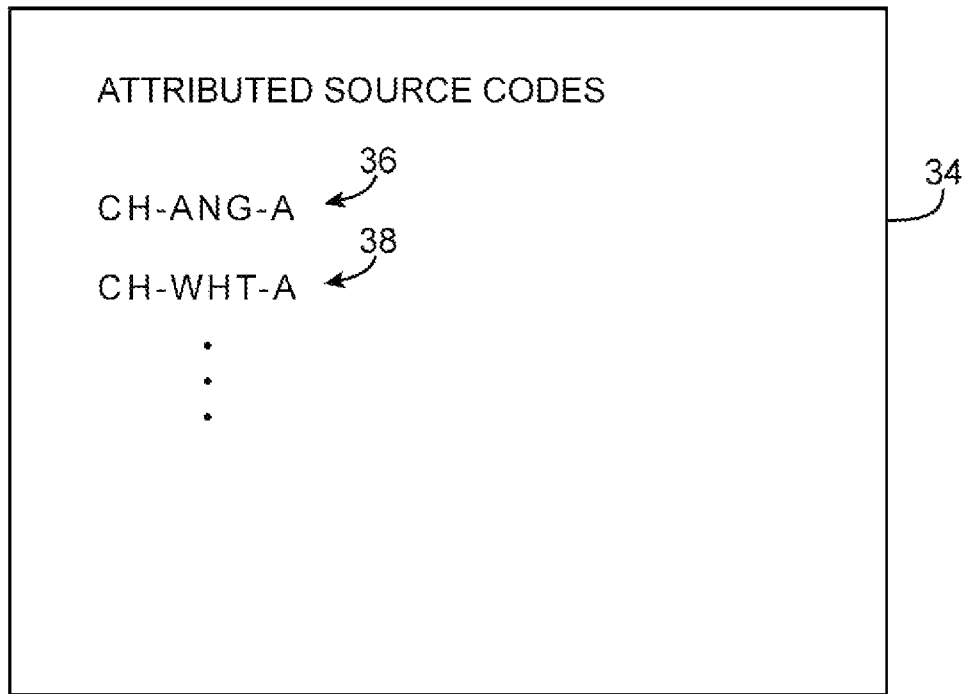 ATTRIBUTED SOURCE CODES
36
34
CH-ANG-A
38
CH-WHT-A